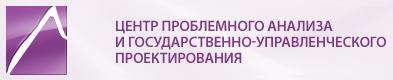 ЦЕНТР ПРОБЛЕМНОГО АНАЛИЗА
И ГОСУДАРСТВЕННО-УПРАВЛЕНЧЕСКОГО
ПРОЕКТИРОВАНИЯ